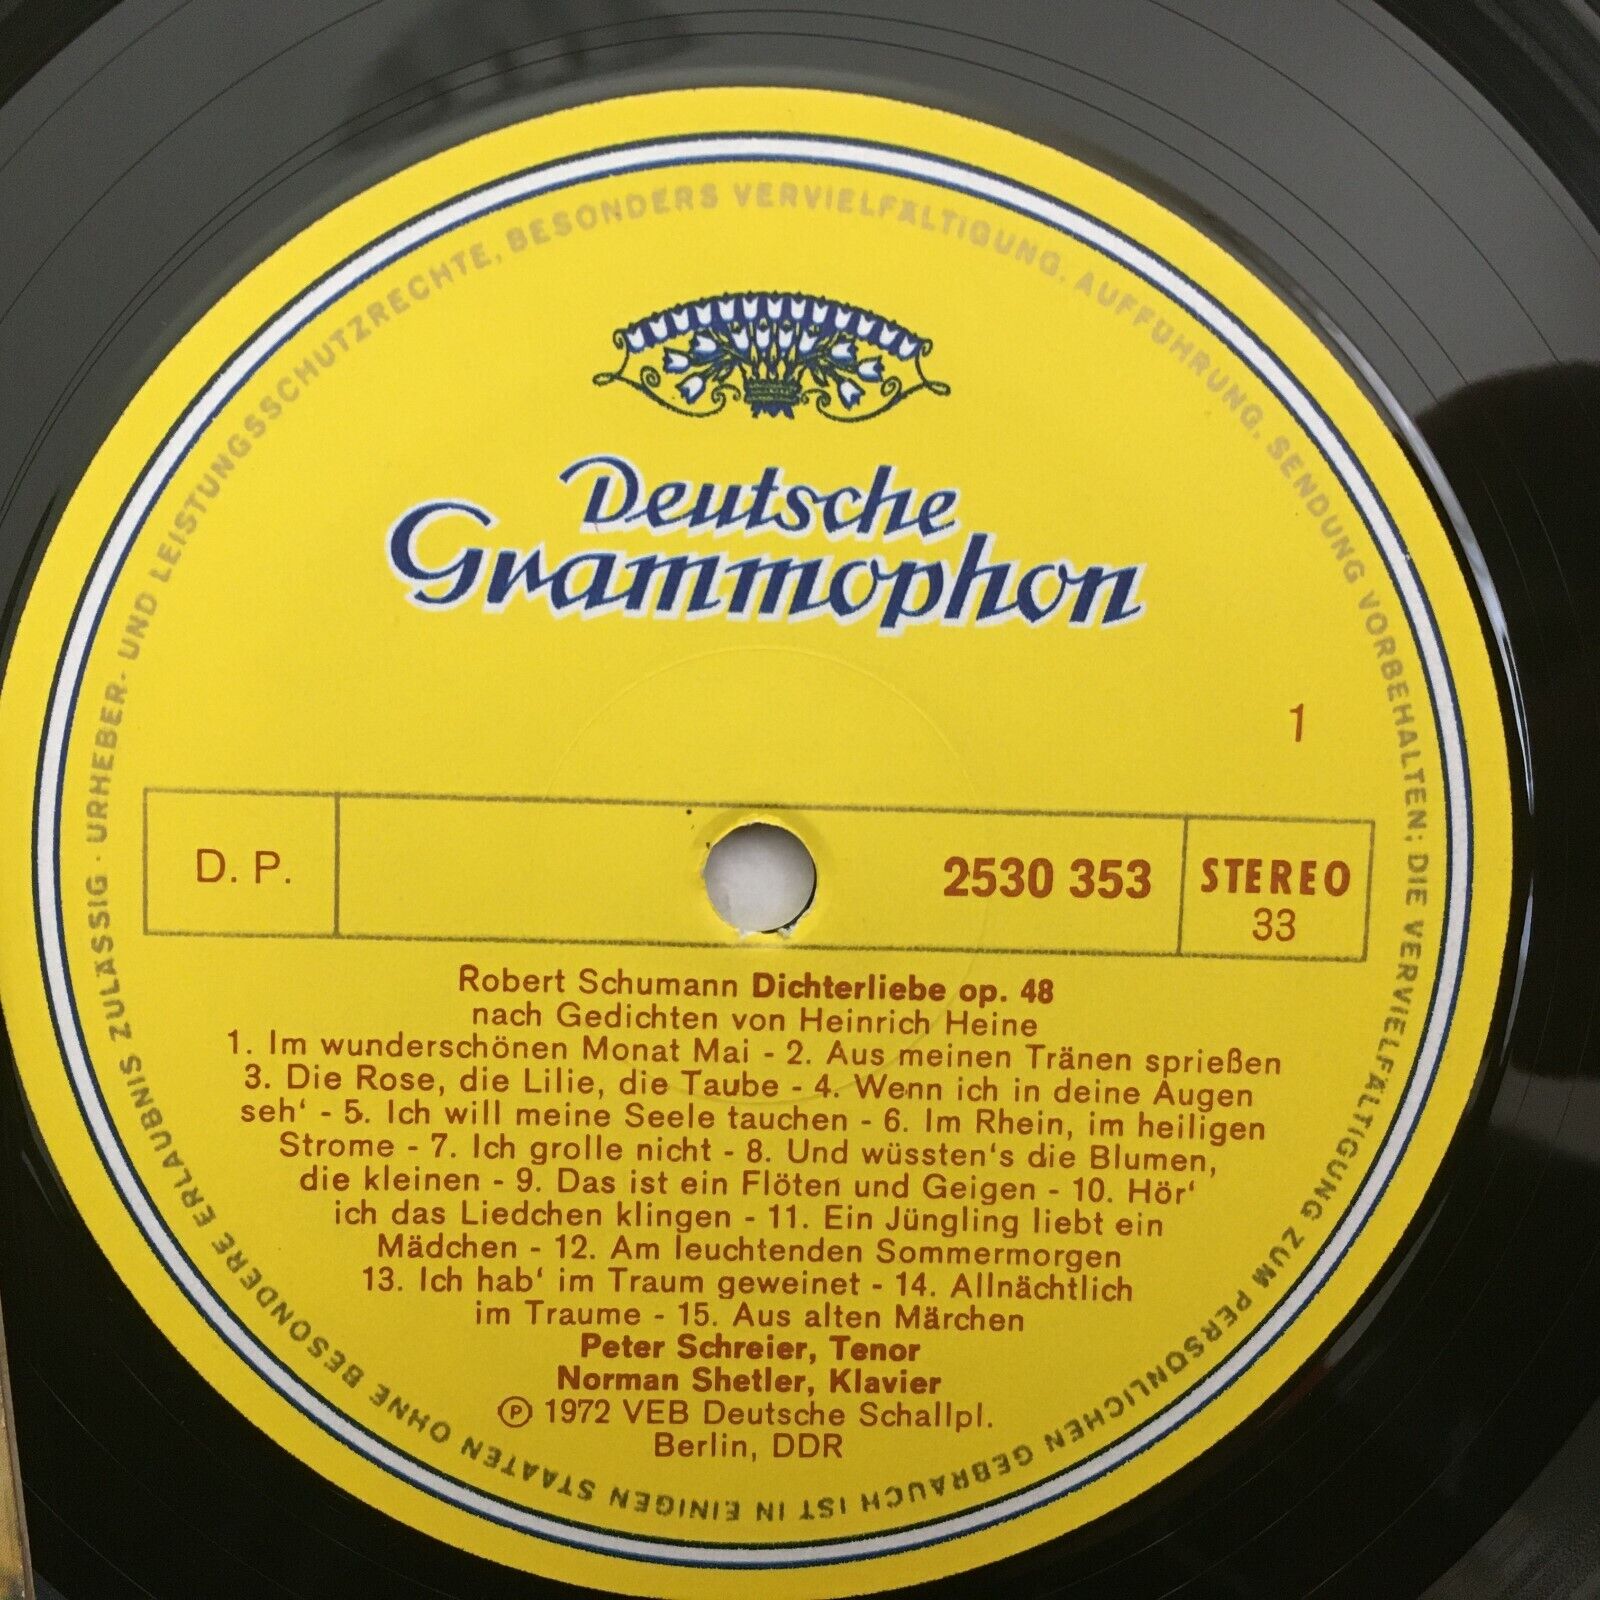 URHEBER- UND LEISTUNGSSCHUTZRECHTE, BESONDERS VERVIELFÄLTIGUNG, AUFFÜHRUNG, SENDUNG VORBEHALTEN; DIE VERVIELFÄLTIGUNG ZUM PERSÖNLICHEN GEBRAUCH IST IN EINIGEN STAATEN OHNE BESONDERE ERLAUBNIS ZULÄSSIG ·
Deutsche
Grammophon
1
D. P.
2530 353
STEREO
33
Robert Schumann Dichterliebe op. 48
nach Gedichten von Heinrich Heine
1. Im wunderschönen Monat Mai - 2. Aus meinen Tränen sprießen
3. Die Rose, die Lilie, die Taube - 4. Wenn ich in deine Augen
seh‘ - 5. Ich will meine Seele tauchen - 6. Im Rhein, im heiligen
Strome - 7. Ich grolle nicht - 8. Und wüssten's die Blumen,
die kleinen - 9. Das ist ein Flöten und Geigen - 10. Hör‘
ich das Liedchen klingen - 11. Ein Jüngling liebt ein
Mädchen - 12. Am leuchtenden Sommermorgen
13. Ich hab‘ im Traum geweinet - 14. Allnächtlich
im Traume - 15. Aus alten Märchen
Peter Schreier, Tenor
Norman Shetler, Klavier
℗ 1972 VEB Deutsche Schallpl.
Berlin, DDR